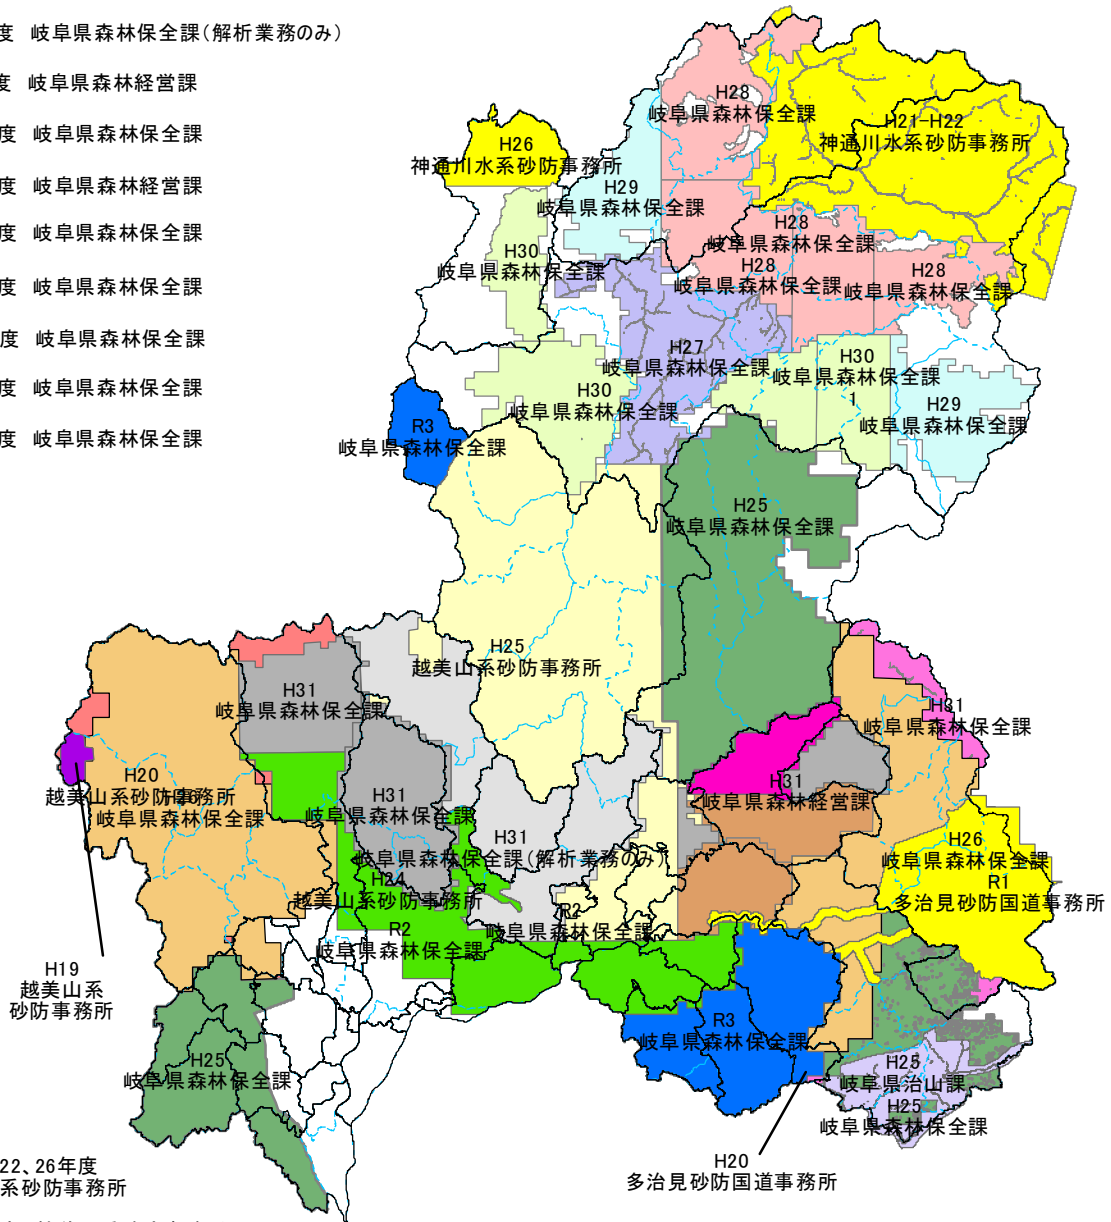 度 岐阜県森林保全課(解析業務のみ)
度 岐阜県森林経営課
度 岐阜県森林保全課
度 岐阜県森林経営課
度 岐阜県森林保全課
度 岐阜県森林保全課
度 岐阜県森林保全課
度 岐阜県森林保全課
度 岐阜県森林保全課
H28
岐阜県森林保全課
H21-H22
神通川水系砂防事務所
H26
神通川水系砂防事務所
H29
岐阜県森林保全課
H28
岐阜県森林保全課
H30
岐阜県森林保全課
H28
岐阜県森林保全課
H28
岐阜県森林保全課
H27
岐阜県森林保全課
H30
岐阜県森林保全課
1
H30
岐阜県森林保全課
H29
岐阜県森林保全課
R3
岐阜県森林保全課
H25
岐阜県森林保全課
H25
越美山系砂防事務所
H31
岐阜県森林保全課
H31
岐阜県森林保全課
H20
越美山系砂防事務所
岐阜県森林保全課
H31
岐阜県森林保全課
H31
岐阜県森林経営課
H31
岐阜県森林保全課(解析業務のみ)
H26
岐阜県森林保全課
R1
多治見砂防国道事務所
H24
越美山系砂防事務所
R2
岐阜県森林保全課
R2
岐阜県森林保全課
H19
越美山系
砂防事務所
R3
岐阜県森林保全課
H25
岐阜県森林保全課
H25
岐阜県治山課
H25
岐阜県森林保全課
H20
多治見砂防国道事務所
22、26年度
系砂防事務所